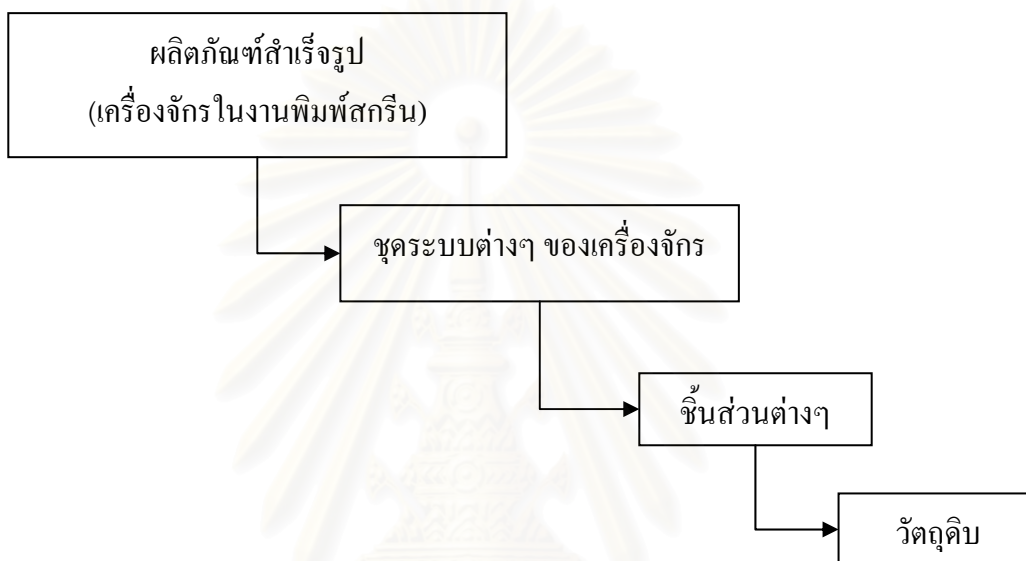 ผลิตภัณฑ์สำเร็จรูป
(เครื่องจักรในงานพิมพ์สกรีน)
ชุดระบบต่างๆ ของเครื่องจักร
ชิ้นส่วนต่างๆ
วัตถุดิบ